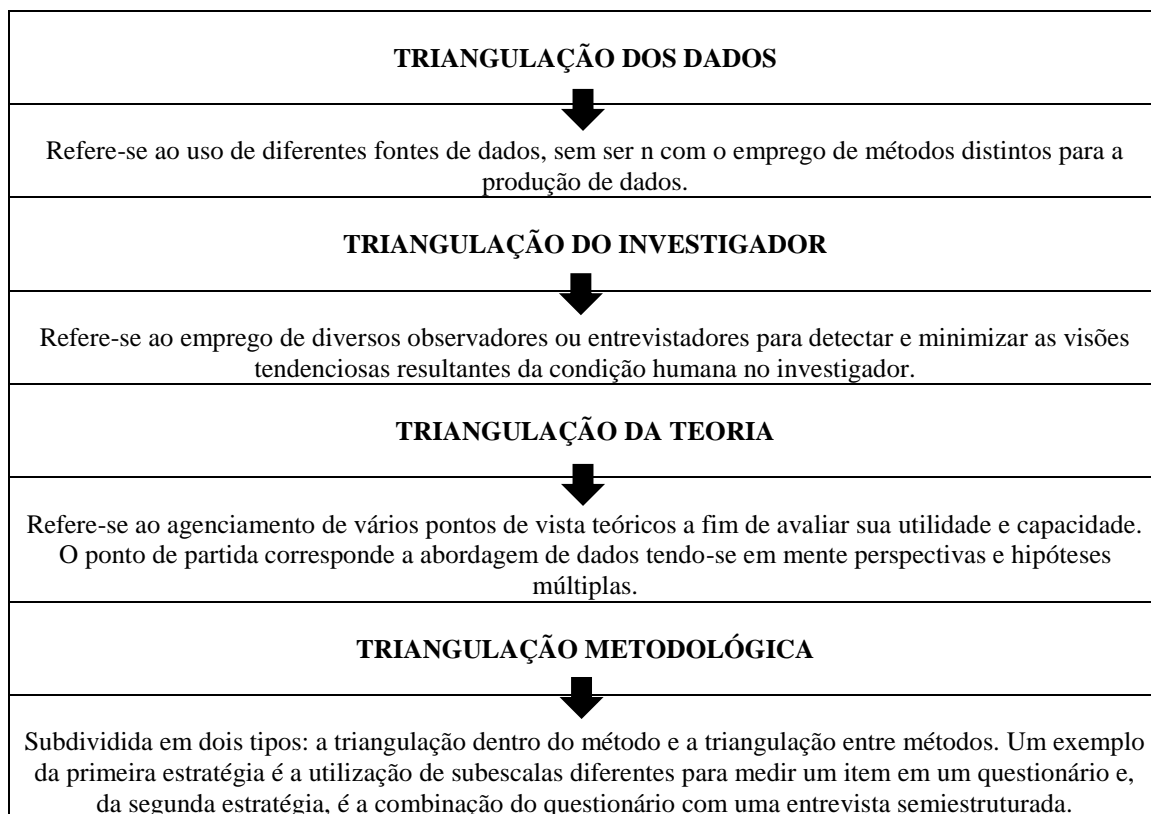 TRIANGULAÇÃO DOS DADOS
Refere-se ao uso de diferentes fontes de dados, sem ser n com o emprego de métodos distintos para a
produção de dados.
TRIANGULAÇÃO DO INVESTIGADOR
Refere-se ao emprego de diversos observadores ou entrevistadores para detectar e minimizar as visões
tendenciosas resultantes da condição humana no investigador.
TRIANGULAÇÃO DA TEORIA
Refere-se ao agenciamento de vários pontos de vista teóricos a fim de avaliar sua utilidade e capacidade.
O ponto de partida corresponde a abordagem de dados tendo-se em mente perspectivas e hipóteses
múltiplas.
TRIANGULAÇÃO METODOLÓGICA
Subdividida em dois tipos: a triangulação dentro do método e a triangulação entre métodos. Um exemplo
da primeira estratégia é a utilização de subescalas diferentes para medir um item em um questionário e,
da segunda estratégia, é a combinação do questionário com uma entrevista semiestruturada.